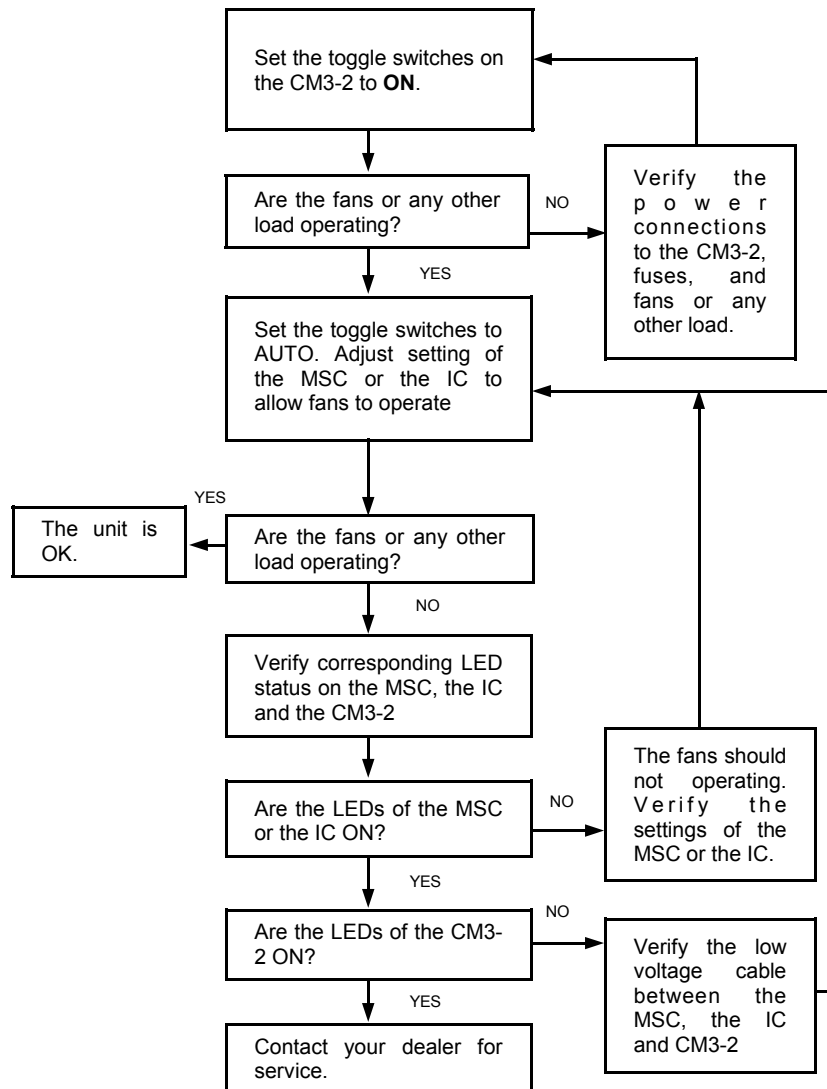 Set the toggle switches on
the CM3-2 to ON.
Are the fans or any other
load operating?
NO
Verify the
power
connections
to the CM3-2,
fuses, and
fans or any
other load.
YES
Set the toggle switches to
AUTO. Adjust setting of
the MSC or the IC to
allow fans to operate
YES
The unit is
OK.
Are the fans or any other
load operating?
NO
Verify corresponding LED
status on the MSC, the IC
and the CM3-2
Are the LEDs of the MSC
or the IC ON?
NO
The fans should
not operating.
Verify the
settings of the
MSC or the IC.
YES
Are the LEDs of the CM3-
2 ON?
NO
Verify the low
voltage cable
between the
MSC, the IC
and CM3-2
YES
Contact your dealer for
service.